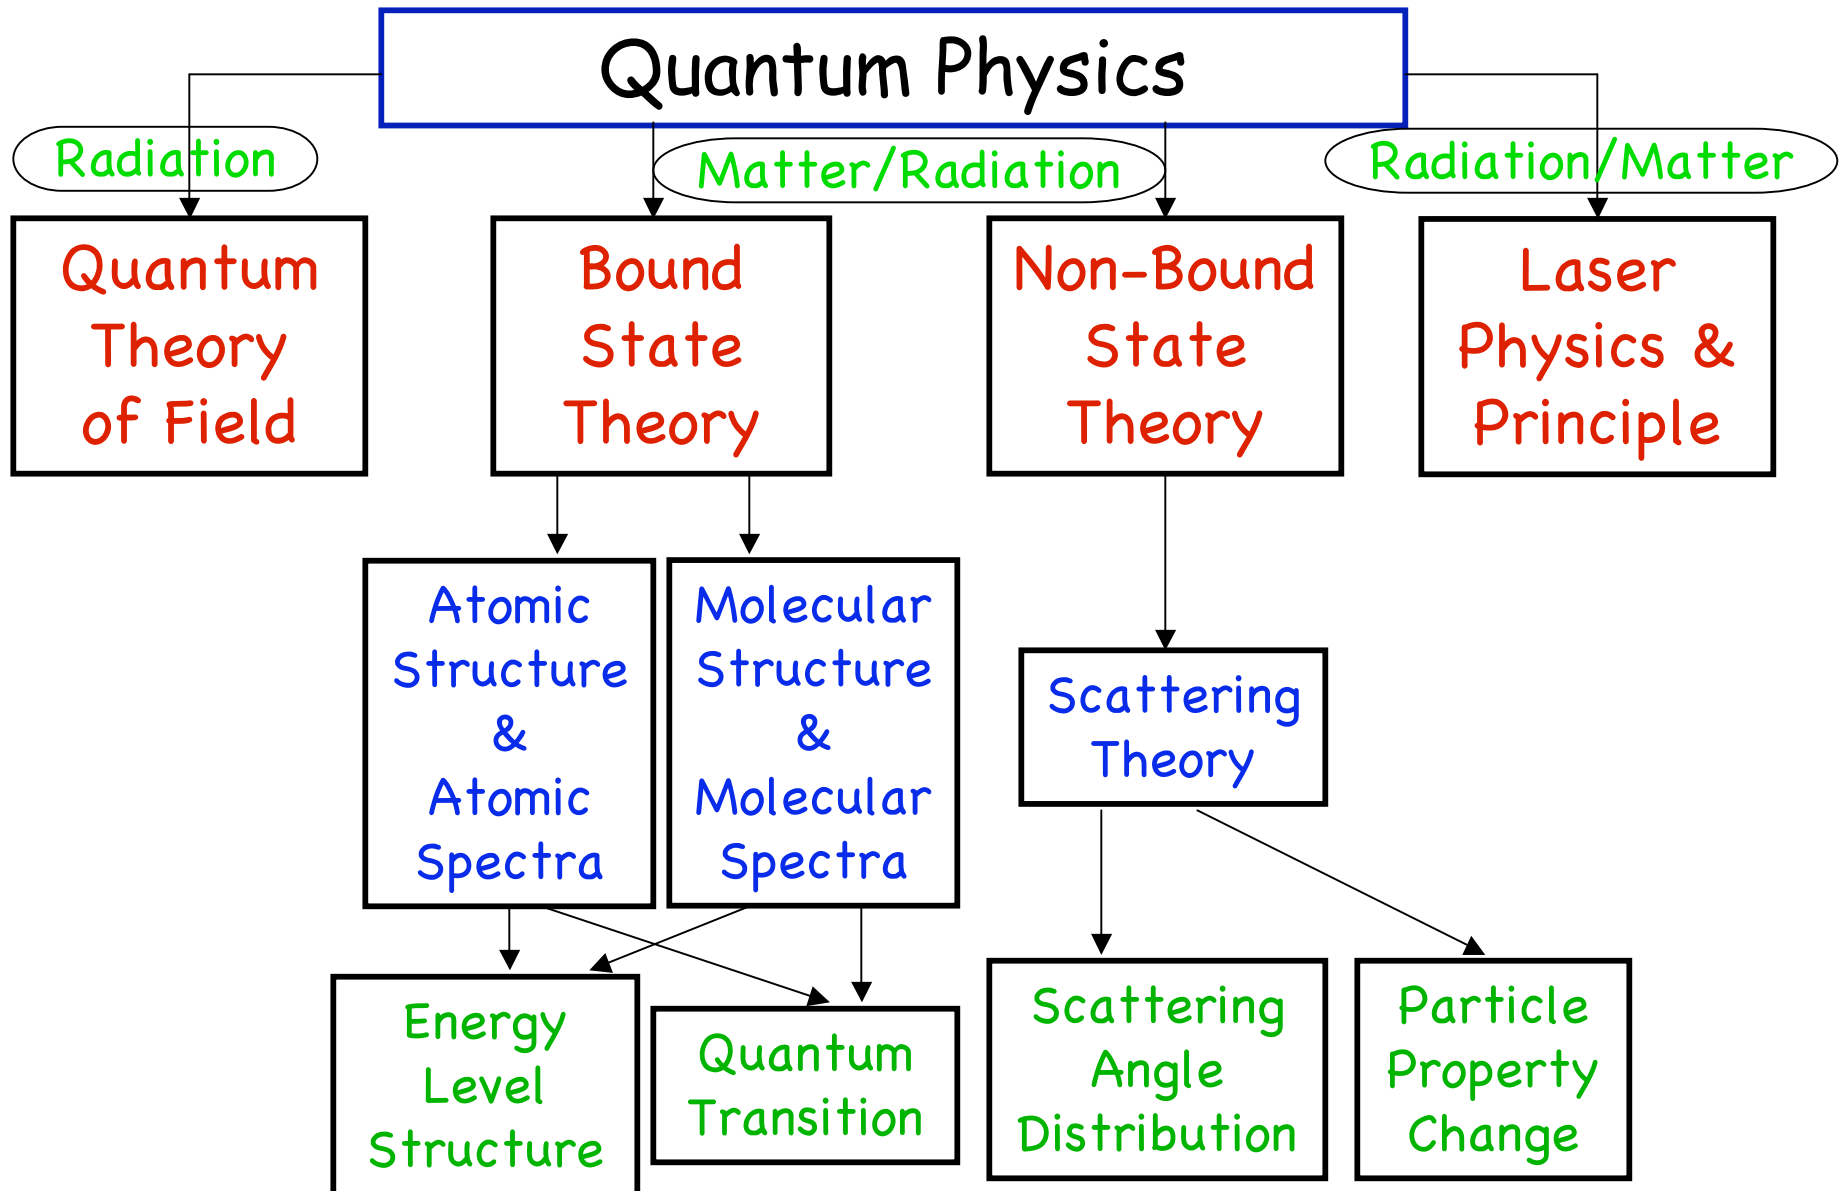 Quantum Physics
Radiation
Matter/Radiation
Radiation/Matter
Quantum
Theory
of Field
Bound
State
Theory
Non-Bound
State
Theory
Laser
Physics &
Principle
Atomic
Structure
&
Atomic
Spectra
Molecular
Structure
&
Molecular
Spectra
Scattering
Theory
Energy
Level
Structure
Quantum
Transition
Scattering
Angle
Distribution
Particle
Property
Change